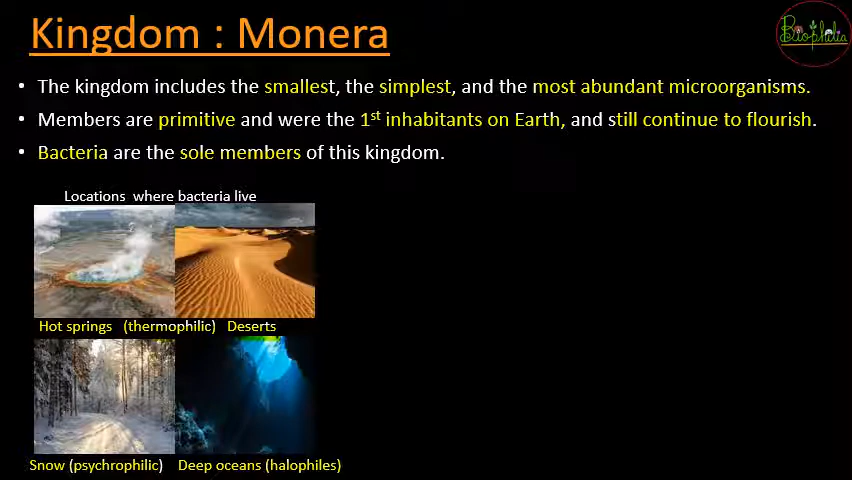 Kingdom : Monera
Biophilia
• The kingdom includes the smallest, the simplest, and the most abundant microorganisms.
• Members are primitive and were the 1st inhabitants on Earth, and still continue to flourish.
• Bacteria are the sole members of this kingdom.
Locations where bacteria live
Hot springs (thermophilic) Deserts
Snow (psychrophilic) Deep oceans (halophiles)